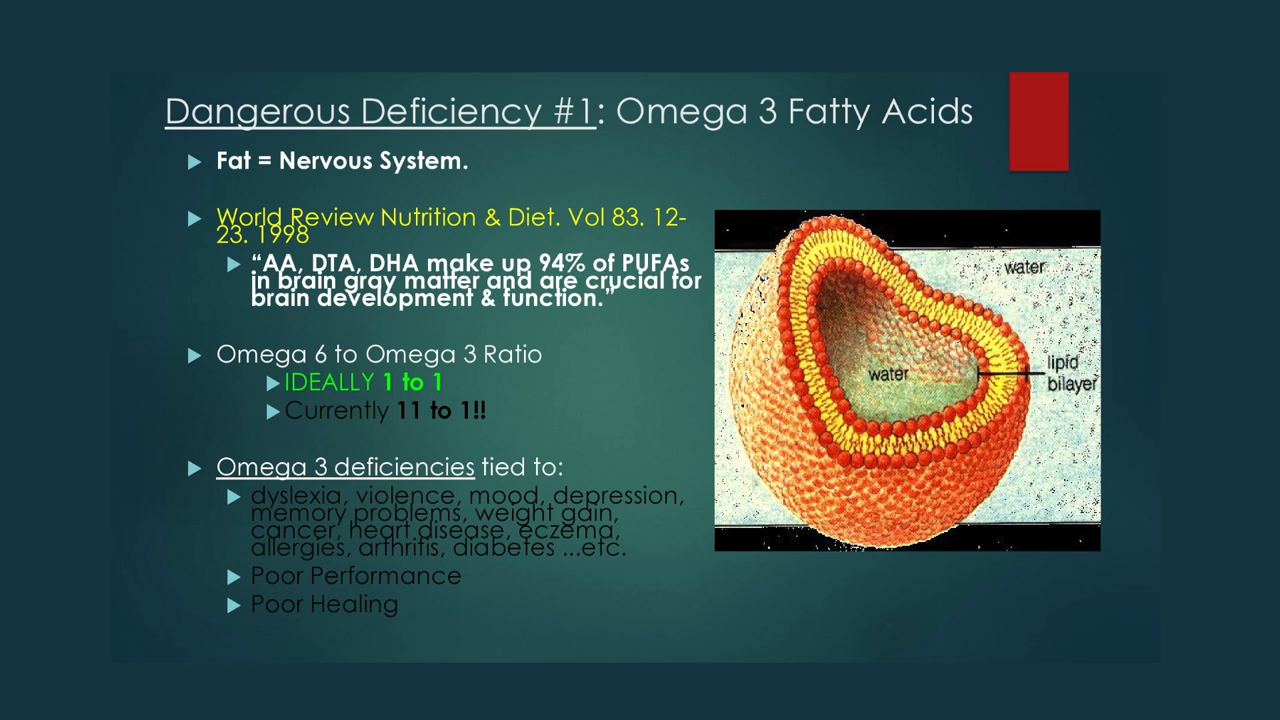 Dangerous Deficiency #1: Omega 3 Fatty Acids
Fat = Nervous System.
World Review Nutrition & Diet. Vol 83. 12-
23. 1998
“AA, DTA, DHA make up 94% of PUFAs
in brain gray matter and are crucial for
brain development & function.”
Omega 6 to Omega 3 Ratio
IDEALLY 1 to 1
Currently 11 to 1!!
Omega 3 deficiencies tied to:
dyslexia, violence, mood, depression,
memory problems, weight gain,
cancer, heart disease, eczema,
allergies, arthritis, diabetes ...etc.
Poor Performance
Poor Healing
water
water
lipid
bilayer